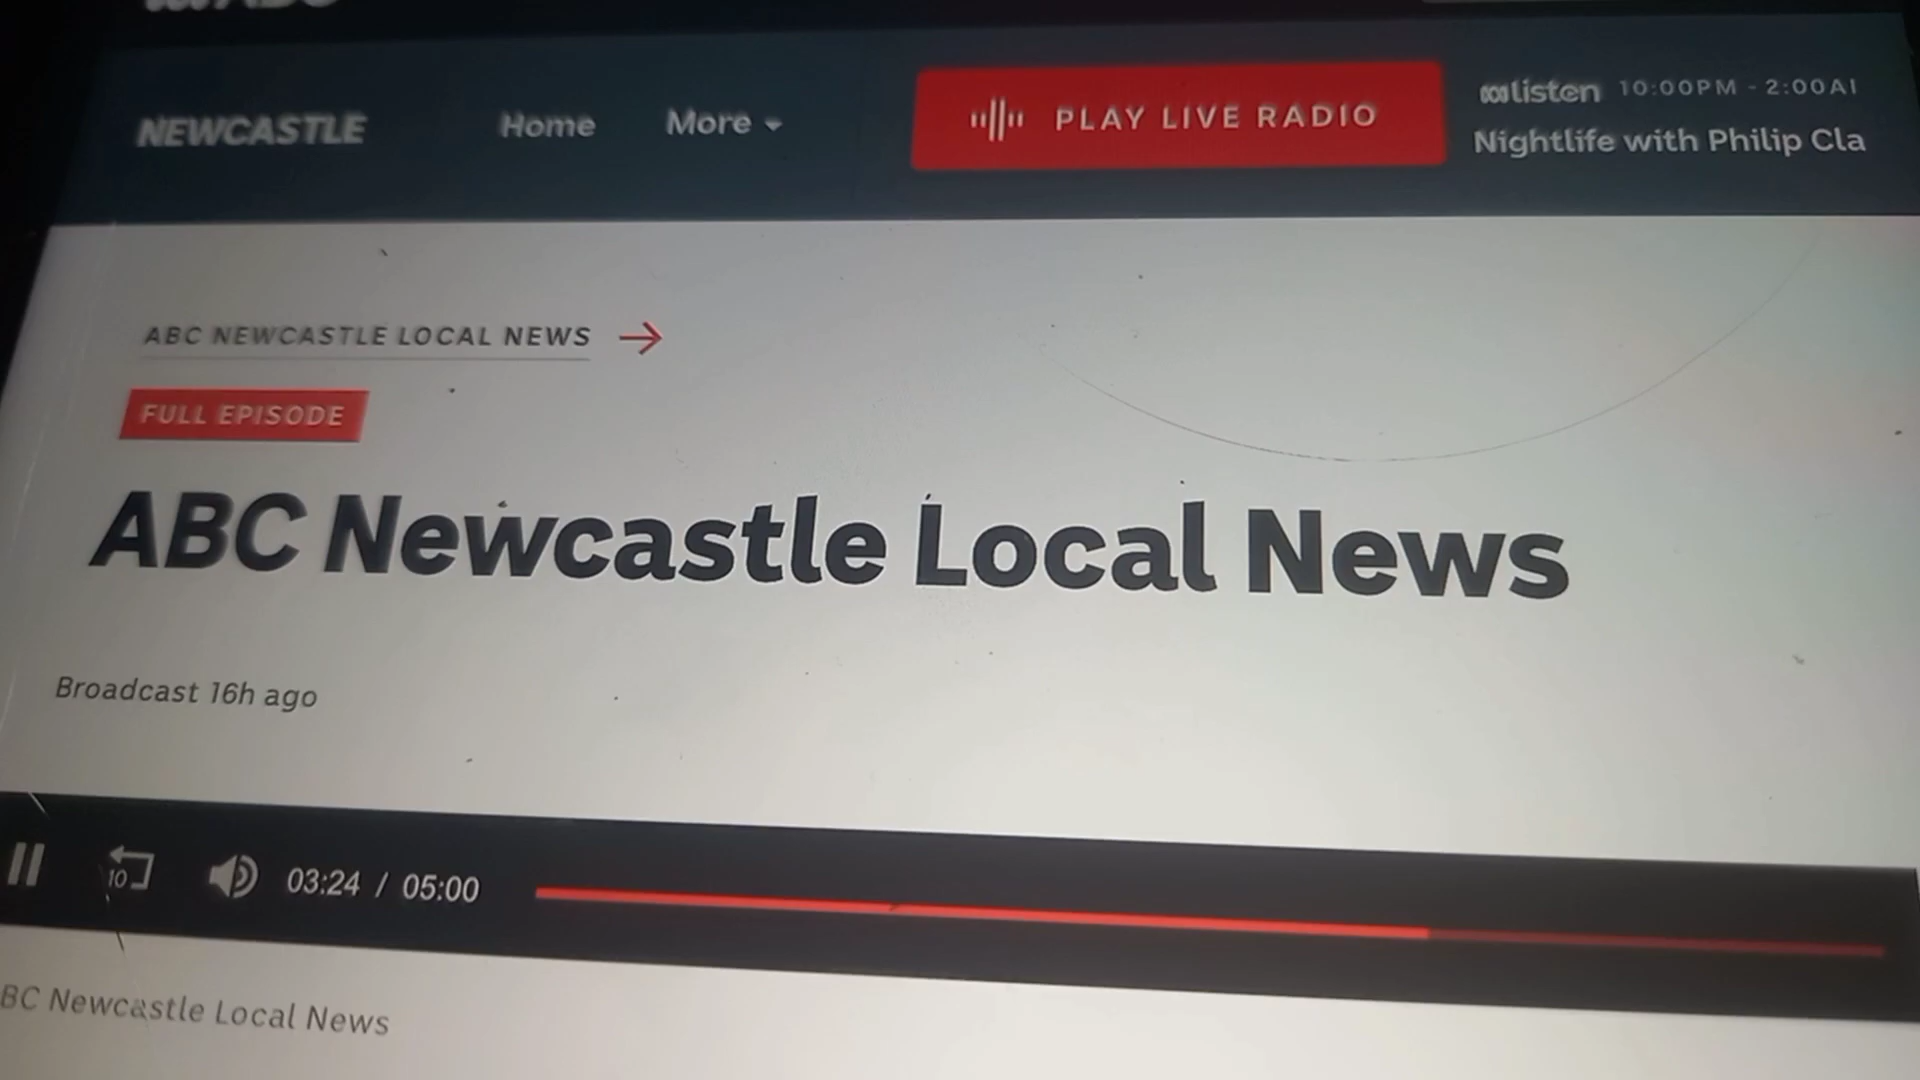 ABC
NEWCASTLE
Home
More
PLAY LIVE RADIO
listen 10:00PM - 2:00A
Nightlife with Philip Cla
ABC NEWCASTLE LOCAL NEWS
FULL EPISODE
ABC Newcastle Local News
Broadcast 16h ago
10
03:24 / 05:00
BC Newcastle Local News